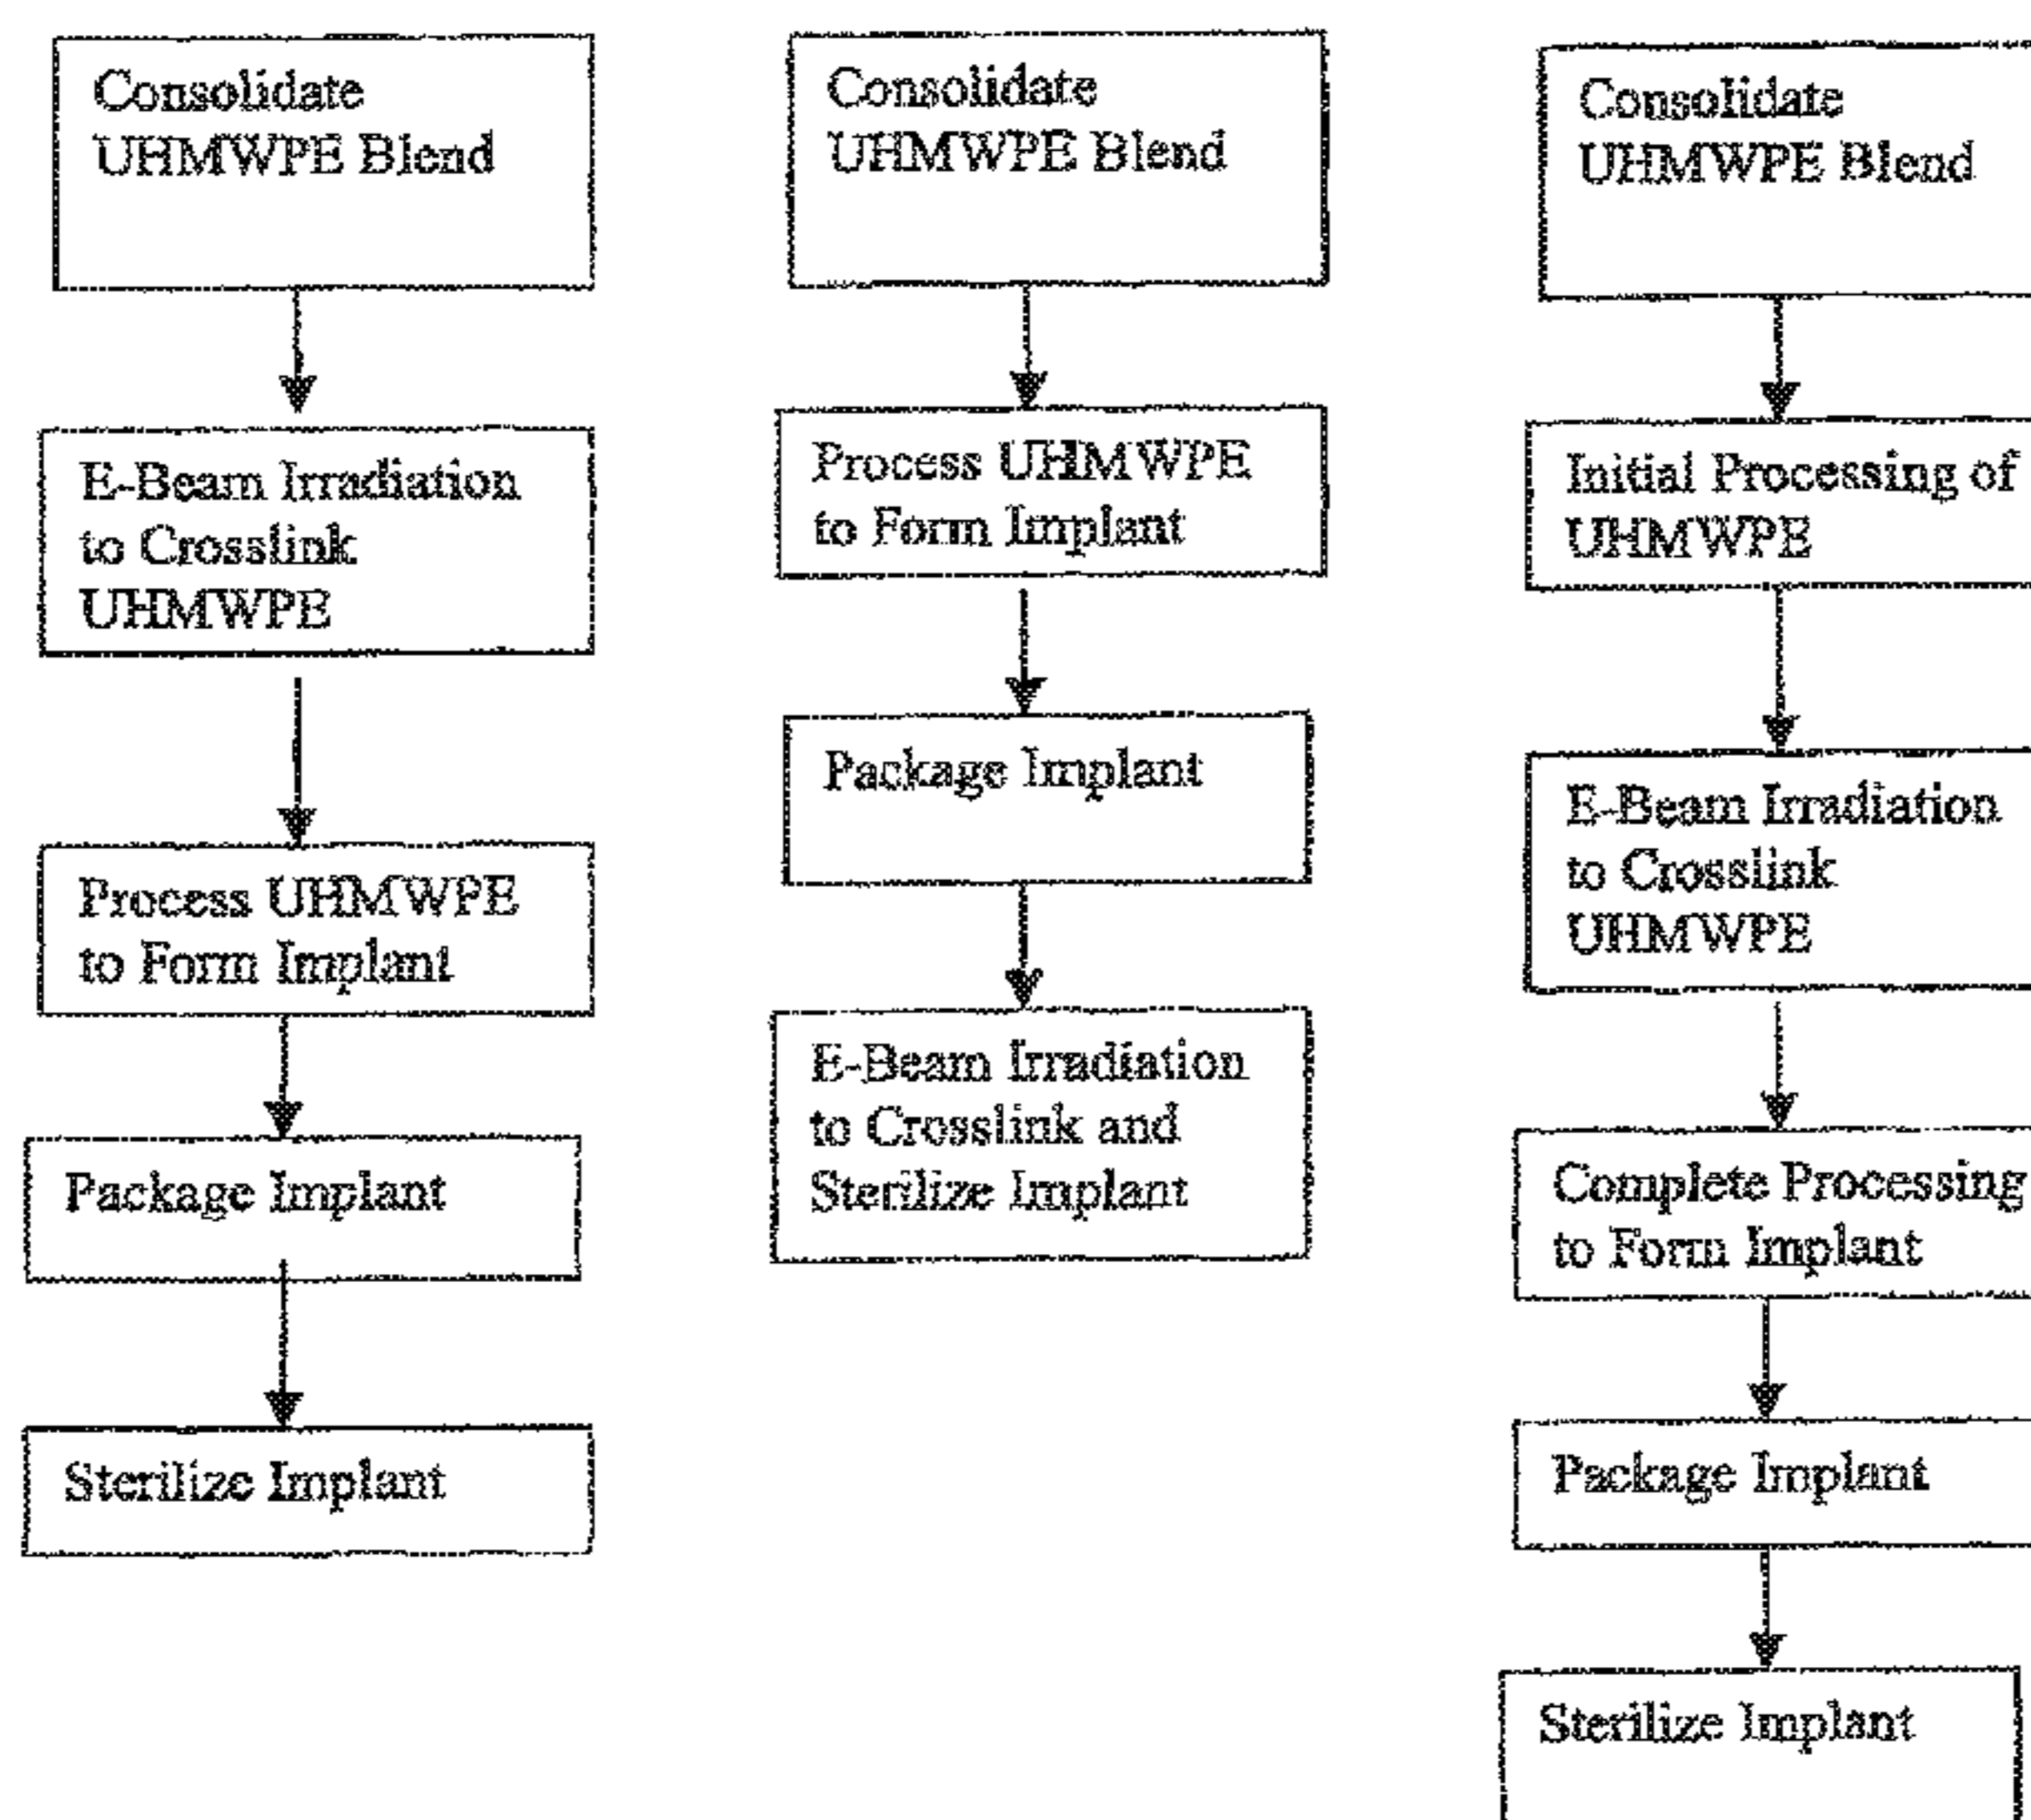 Consolidate
UHMWPE Blend
E-Beam Irradiation
to Crosslink
UHMWPE
Process UHMWPE
to Form Implant
Package Implant
Sterilize Implant
Consolidate
UHMWPE Blend
Process UHMWPE
to Form Implant
Package Implant
E-Beam Irradiation
to Crosslink and
Sterilize Implant
Consolidate
UHMWPE Blend
Initial Processing of
UHMWPE
E-Beam Irradiation
to Crosslink
UHMWPE
Complete Processing
to Form Implant
Package Implant
Sterilize Implant